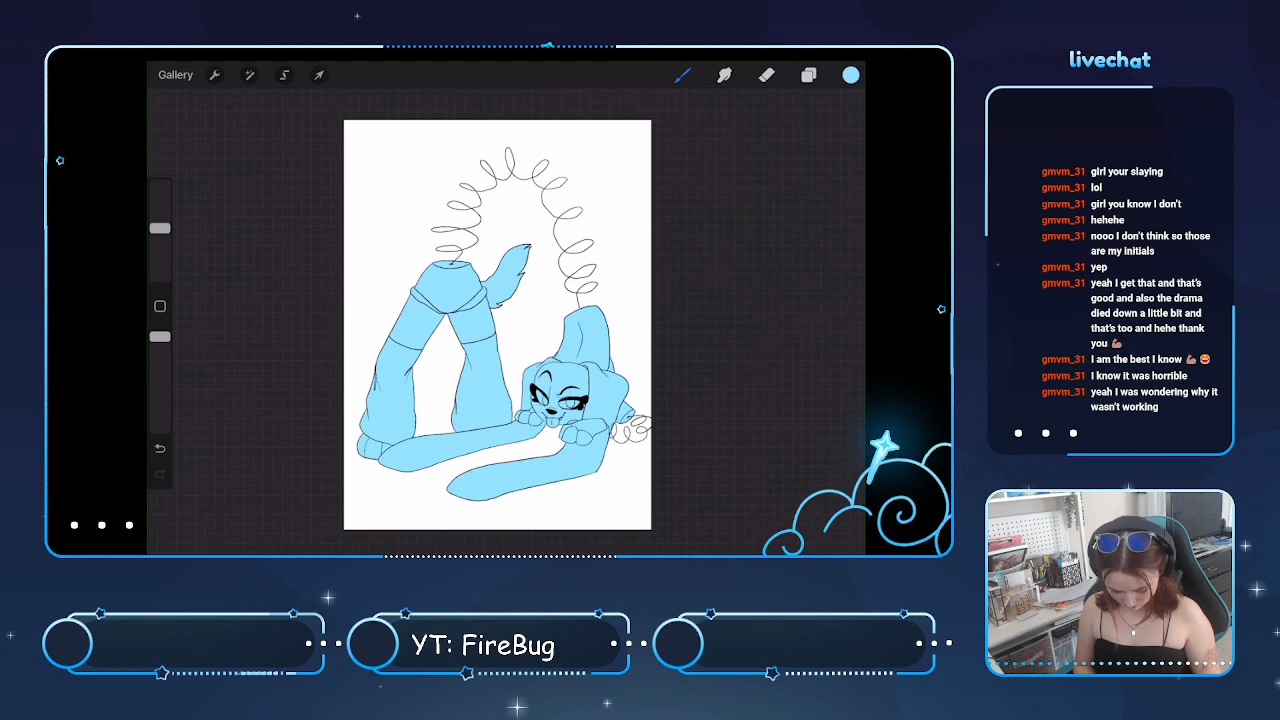 Gallery
livechat
gmvm_31 girl your slaying
gmvm_31 lol
gmvm_31 girl you know I don't
gmvm_31 hehehe
gmvm_31 nooo I don't think so those
are my initials
gmvm_31 yep
gmvm_31 yeah I get that and that's
good and also the drama
died down a little bit and
that's too and hehe thank
you 💪🏽
gmvm_31 I am the best I know 💪🏽 😂
gmvm_31 I know it was horrible
gmvm_31 yeah I was wondering why it
wasn't working
YT: FireBug